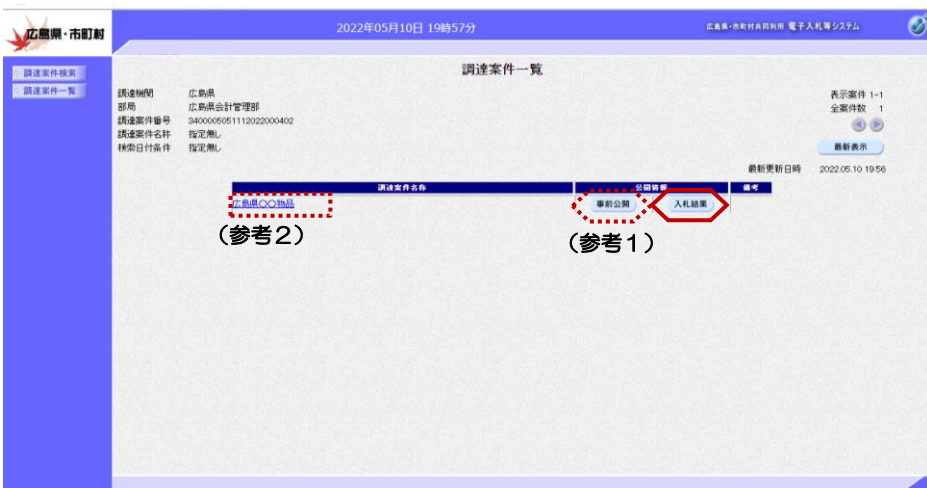 広島県・市町村
2022年05月10日 19時57分
広島県・市町村共同利用 電子入札等システム
調達案件検索
調達案件一覧
調達案件一覧
調達機関 広島県
部局 広島県会計管理部
調達案件番号 3400005051112022000402
調達案件名称 指定無し
検索日付条件 指定無し
表示案件 1-1
全案件数 1
最新表示
最新更新日時 2022.05.10 19:56
調達案件名称 公開情報 備考
広島県〇〇物品 事前公開 入札結果
（参考２） （参考１）